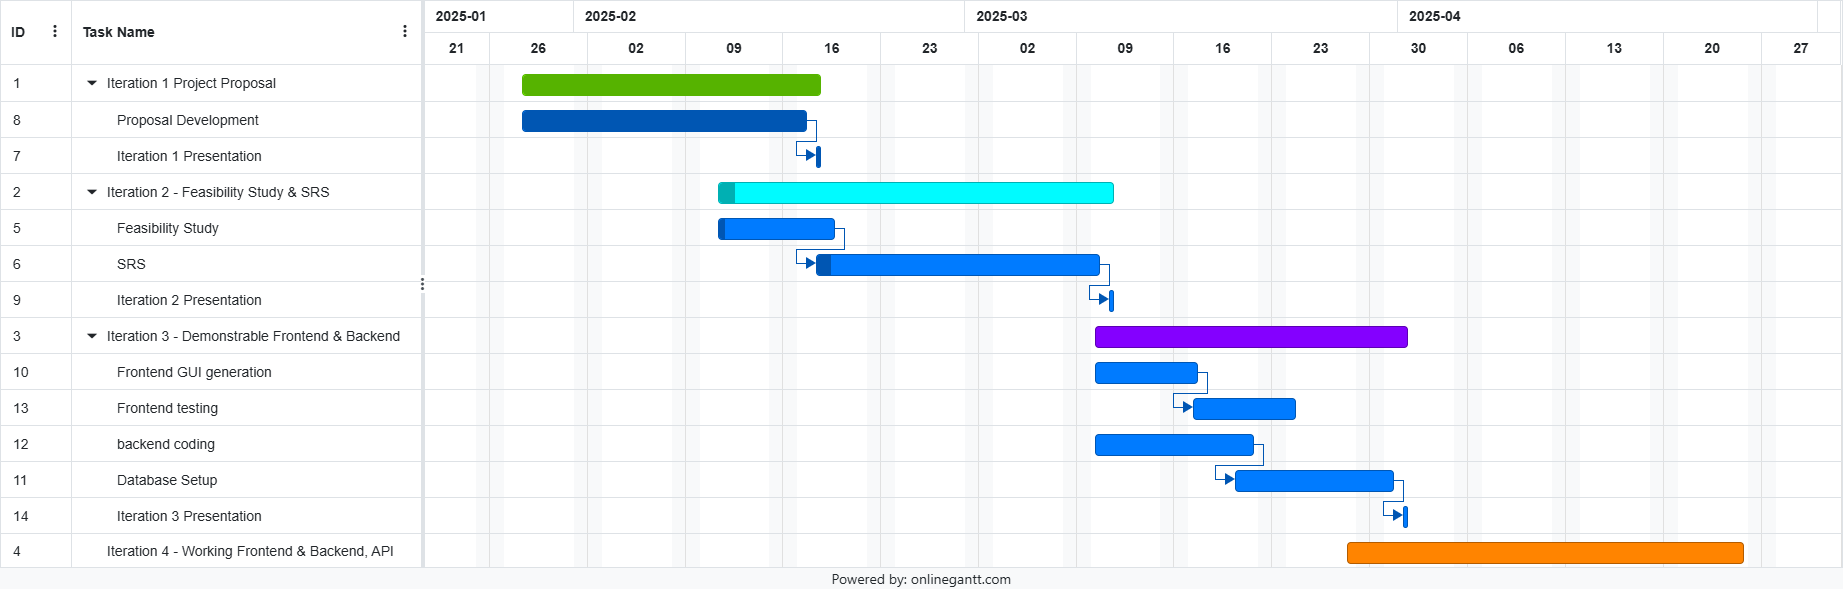 ID Task Name 2025-01 2025-02 2025-03 2025-04
21 26 02 09 16 23 02 09 16 23 30 06 13 20 27
1 Iteration 1 Project Proposal
8 Proposal Development
7 Iteration 1 Presentation
2 Iteration 2 - Feasibility Study & SRS
5 Feasibility Study
6 SRS
9 Iteration 2 Presentation
3 Iteration 3 - Demonstrable Frontend & Backend
10 Frontend GUI generation
13 Frontend testing
12 backend coding
11 Database Setup
14 Iteration 3 Presentation
4 Iteration 4 - Working Frontend & Backend, API
Powered by: onlinegantt.com